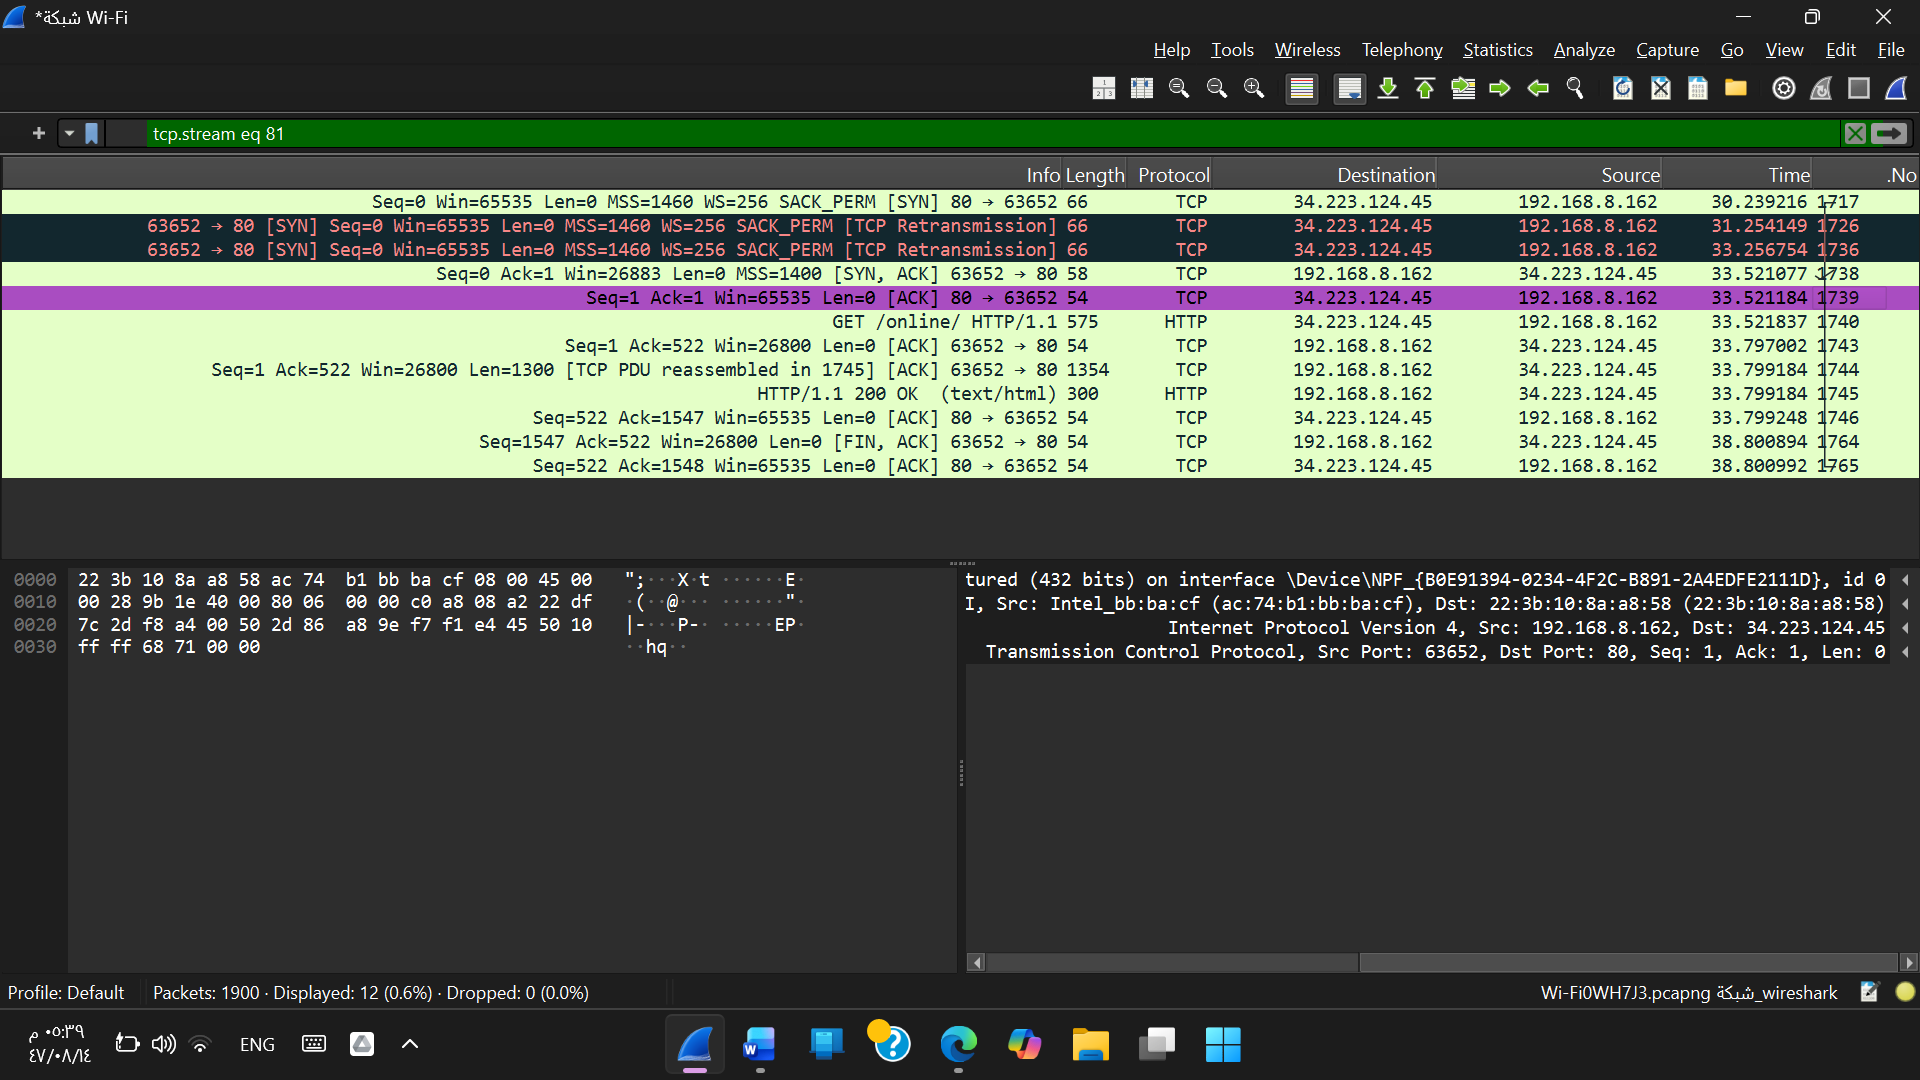 *شبكة Wi-Fi
Help Tools Wireless Telephony Statistics Analyze Capture Go View Edit File
tcp.stream eq 81
Info Length Protocol Destination Source Time .No
Seq=0 Win=65535 Len=0 MSS=1460 WS=256 SACK_PERM [SYN] 80 → 63652 66 TCP 34.223.124.45 192.168.8.162 30.239216 1717
63652 → 80 [SYN] Seq=0 Win=65535 Len=0 MSS=1460 WS=256 SACK_PERM [TCP Retransmission] 66 TCP 34.223.124.45 192.168.8.162 31.254149 1726
63652 → 80 [SYN] Seq=0 Win=65535 Len=0 MSS=1460 WS=256 SACK_PERM [TCP Retransmission] 66 TCP 34.223.124.45 192.168.8.162 33.256754 1736
Seq=0 Ack=1 Win=26883 Len=0 MSS=1400 [SYN, ACK] 63652 → 80 58 TCP 192.168.8.162 34.223.124.45 33.521077 1738
Seq=1 Ack=1 Win=65535 Len=0 [ACK] 80 → 63652 54 TCP 34.223.124.45 192.168.8.162 33.521184 1739
GET /online/ HTTP/1.1 575 HTTP 34.223.124.45 192.168.8.162 33.521837 1740
Seq=1 Ack=522 Win=26800 Len=0 [ACK] 63652 → 80 54 TCP 192.168.8.162 34.223.124.45 33.797002 1743
Seq=1 Ack=522 Win=26800 Len=1300 [TCP PDU reassembled in 1745] [ACK] 63652 → 80 1354 TCP 192.168.8.162 34.223.124.45 33.799184 1744
HTTP/1.1 200 OK (text/html) 300 HTTP 192.168.8.162 34.223.124.45 33.799184 1745
Seq=522 Ack=1547 Win=65535 Len=0 [ACK] 80 → 63652 54 TCP 34.223.124.45 192.168.8.162 33.799248 1746
Seq=1547 Ack=522 Win=26800 Len=0 [FIN, ACK] 63652 → 80 54 TCP 192.168.8.162 34.223.124.45 38.800894 1764
Seq=522 Ack=1548 Win=65535 Len=0 [ACK] 80 → 63652 54 TCP 34.223.124.45 192.168.8.162 38.800992 1765
0000 22 3b 10 8a a8 58 ac 74 b1 bb ba cf 08 00 45 00 ";···X·t ······E·
0010 00 28 9b 1e 40 00 80 06 00 00 c0 a8 08 a2 22 df ·(··@··· ······"·
0020 7c 2d f8 a4 00 50 2d 86 a8 9e f7 f1 e4 45 50 10 |-···P-· ·····EP·
0030 ff ff 68 71 00 00 ··hq··
tured (432 bits) on interface \Device\NPF_{B0E91394-0234-4F2C-B891-2A4EDFE2111D}, id 0
I, Src: Intel_bb:ba:cf (ac:74:b1:bb:ba:cf), Dst: 22:3b:10:8a:a8:58 (22:3b:10:8a:a8:58)
Internet Protocol Version 4, Src: 192.168.8.162, Dst: 34.223.124.45
Transmission Control Protocol, Src Port: 63652, Dst Port: 80, Seq: 1, Ack: 1, Len: 0
Profile: Default Packets: 1900 · Displayed: 12 (0.6%) · Dropped: 0 (0.0%) Wi-Fi0WH7J3.pcapng شبكة_wireshark
٠٥:٣٩ م ENG
٤٧/٠٨/١٤